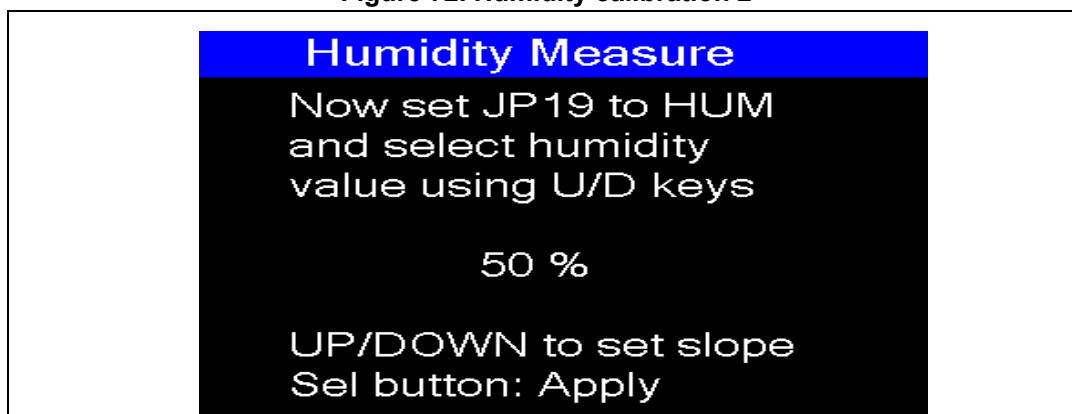 Humidity Measure
Now set JP19 to HUM
and select humidity
value using U/D keys
50 %
UP/DOWN to set slope
Sel button: Apply